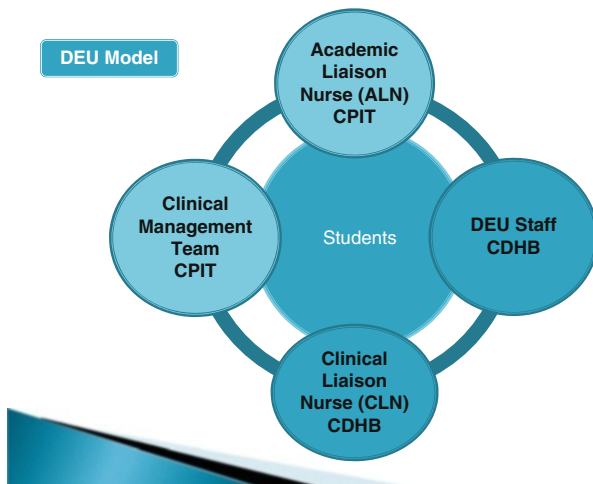 DEU Model
Academic
Liaison
Nurse (ALN)
CPIT
Clinical
Management
Team
CPIT
Students
DEU Staff
CDHB
Clinical
Liaison
Nurse (CLN)
CDHB